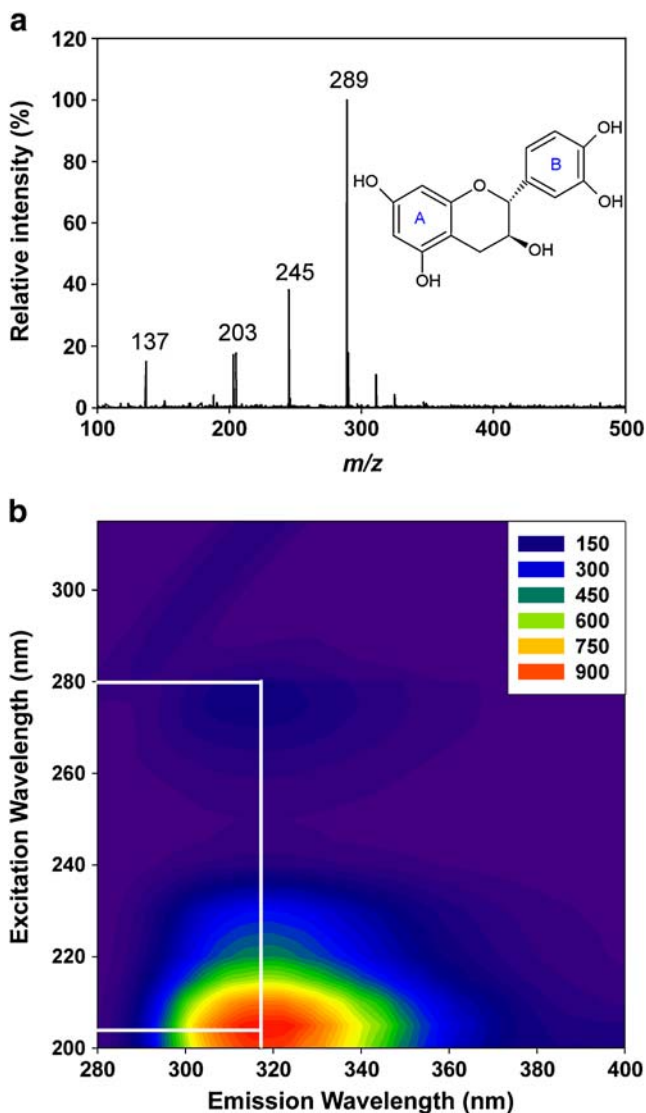 a
Relative intensity (%)
120
100
80
60
40
20
0
289
245
203
137
OH
B
OH
O
HO
A
OH
OH
100 200 300 400 500
m/z
b
Excitation Wavelength (nm)
300
280
260
240
220
200
150
300
450
600
750
900
280 300 320 340 360 380 400
Emission Wavelength (nm)